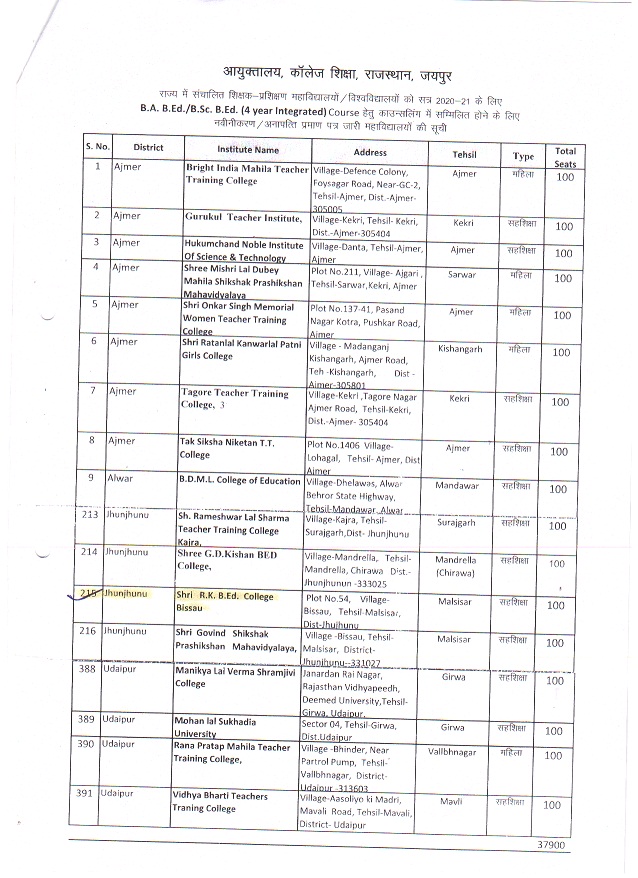 आयुक्तालय, कॉलेज शिक्षा, राजस्थान, जयपुर
राज्य में संचालित शिक्षक-प्रशिक्षण महाविद्यालयों/विश्वविद्यालयों को सत्र 2020-21 के लिए
B.A. B.Ed./B.Sc. B.Ed. (4 year Integrated) Course हेतु काउन्सलिंग में सम्मिलित होने के लिए
नवीनीकरण/अनापत्ति प्रमाण पत्र जारी महाविद्यालयों की सूची
S. No. District Institute Name Address Tehsil Type Total Seats
1 Ajmer Bright India Mahila Teacher Training College Village-Defence Colony, Foysagar Road, Near-GC-2, Tehsil-Ajmer, Dist.-Ajmer-305005 Ajmer महिला 100
2 Ajmer Gurukul Teacher Institute, Village-Kekri, Tehsil- Kekri, Dist.-Ajmer-305404 Kekri सहशिक्षा 100
3 Ajmer Hukumchand Noble Institute Of Science & Technology Village-Danta, Tehsil-Ajmer, Ajmer Ajmer सहशिक्षा 100
4 Ajmer Shree Mishri Lal Dubey Mahila Shikshak Prashikshan Mahavidyalaya Plot No.211, Village- Ajgari , Tehsil-Sarwar,Kekri, Ajmer Sarwar महिला 100
5 Ajmer Shri Onkar Singh Memorial Women Teacher Training College Plot No.137-41, Pasand Nagar Kotra, Pushkar Road, Ajmer Ajmer महिला 100
6 Ajmer Shri Ratanlal Kanwarlal Patni Girls College Village - Madanganj Kishangarh, Ajmer Road, Teh -Kishangarh, Dist - Ajmer-305801 Kishangarh महिला 100
7 Ajmer Tagore Teacher Training College, 3 Village-Kekri ,Tagore Nagar Ajmer Road, Tehsil-Kekri, Dist.-Ajmer- 305404 Kekri सहशिक्षा 100
8 Ajmer Tak Siksha Niketan T.T. College Plot No.1406 Village-Lohagal, Tehsil- Ajmer, Dist Ajmer Ajmer सहशिक्षा 100
9 Alwar B.D.M.L. College of Education Village-Dhelawas, Alwar Behror State Highway, Tehsil-Mandawar, Alwar Mandawar सहशिक्षा 100
213 Jhunjhunu Sh. Rameshwar Lal Sharma Teacher Training College Kajra, Village-Kajra, Tehsil-Surajgarh,Dist- Jhunjhunu Surajgarh सहशिक्षा 100
214 Jhunjhunu Shree G.D.Kishan BED College, Village-Mandrella, Tehsil-Mandrella, Chirawa Dist.-Jhunjhunun -333025 Mandrella (Chirawa) सहशिक्षा 100
215 Jhunjhunu Shri R.K. B.Ed. College Bissau Plot No.54, Village-Bissau, Tehsil-Malsisar, Dist-Jhujhunu Malsisar सहशिक्षा 100
216 Jhunjhunu Shri Govind Shikshak Prashikshan Mahavidyalaya, Village -Bissau, Tehsil-Malsisar, District-Jhunjhunu--331027 Malsisar सहशिक्षा 100
388 Udaipur Manikya Lai Verma Shramjivi College Janardan Rai Nagar, Rajasthan Vidhyapeedh, Deemed University,Tehsil-Girwa, Udaipur, Girwa सहशिक्षा 100
389 Udaipur Mohan lal Sukhadia University Sector 04, Tehsil-Girwa, Dist.Udaipur Girwa सहशिक्षा 100
390 Udaipur Rana Pratap Mahila Teacher Training College, Village -Bhinder, Near Partrol Pump, Tehsil-Vallbhnagar, District-Udaipur -313603 Vallbhnagar महिला 100
391 Udaipur Vidhya Bharti Teachers Traning College Village-Aasoliyo ki Madri, Mavali Road, Tehsil-Mavali, District- Udaipur Mavli सहशिक्षा 100
37900